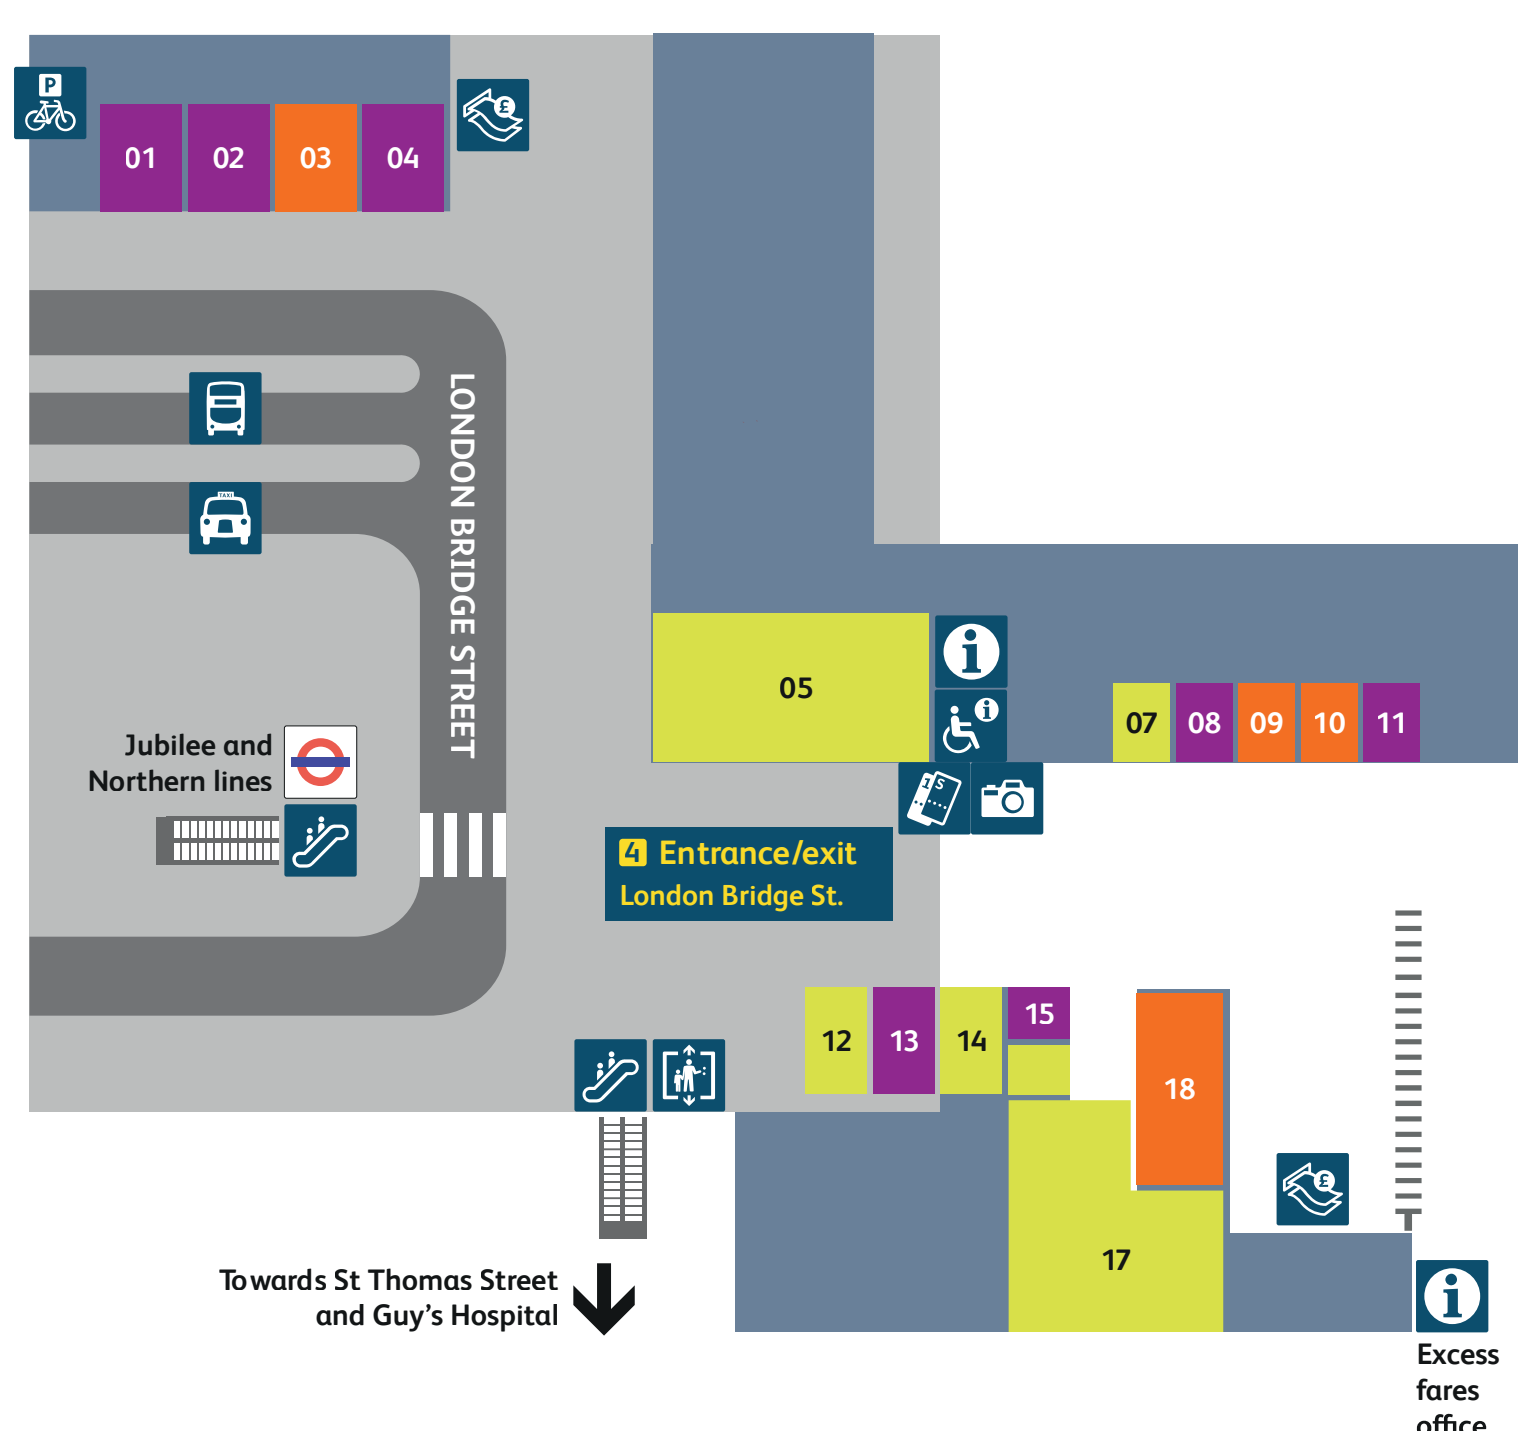 P
£
01
02
03
04
LONDON BRIDGE STREET
TAXI
05
i
i
07
08
09
10
11
Jubilee and
Northern lines
1 S
4 Entrance/exit
London Bridge St.
12
13
14
15
18
£
17
Towards St Thomas Street
and Guy's Hospital
i
Excess
fares
office